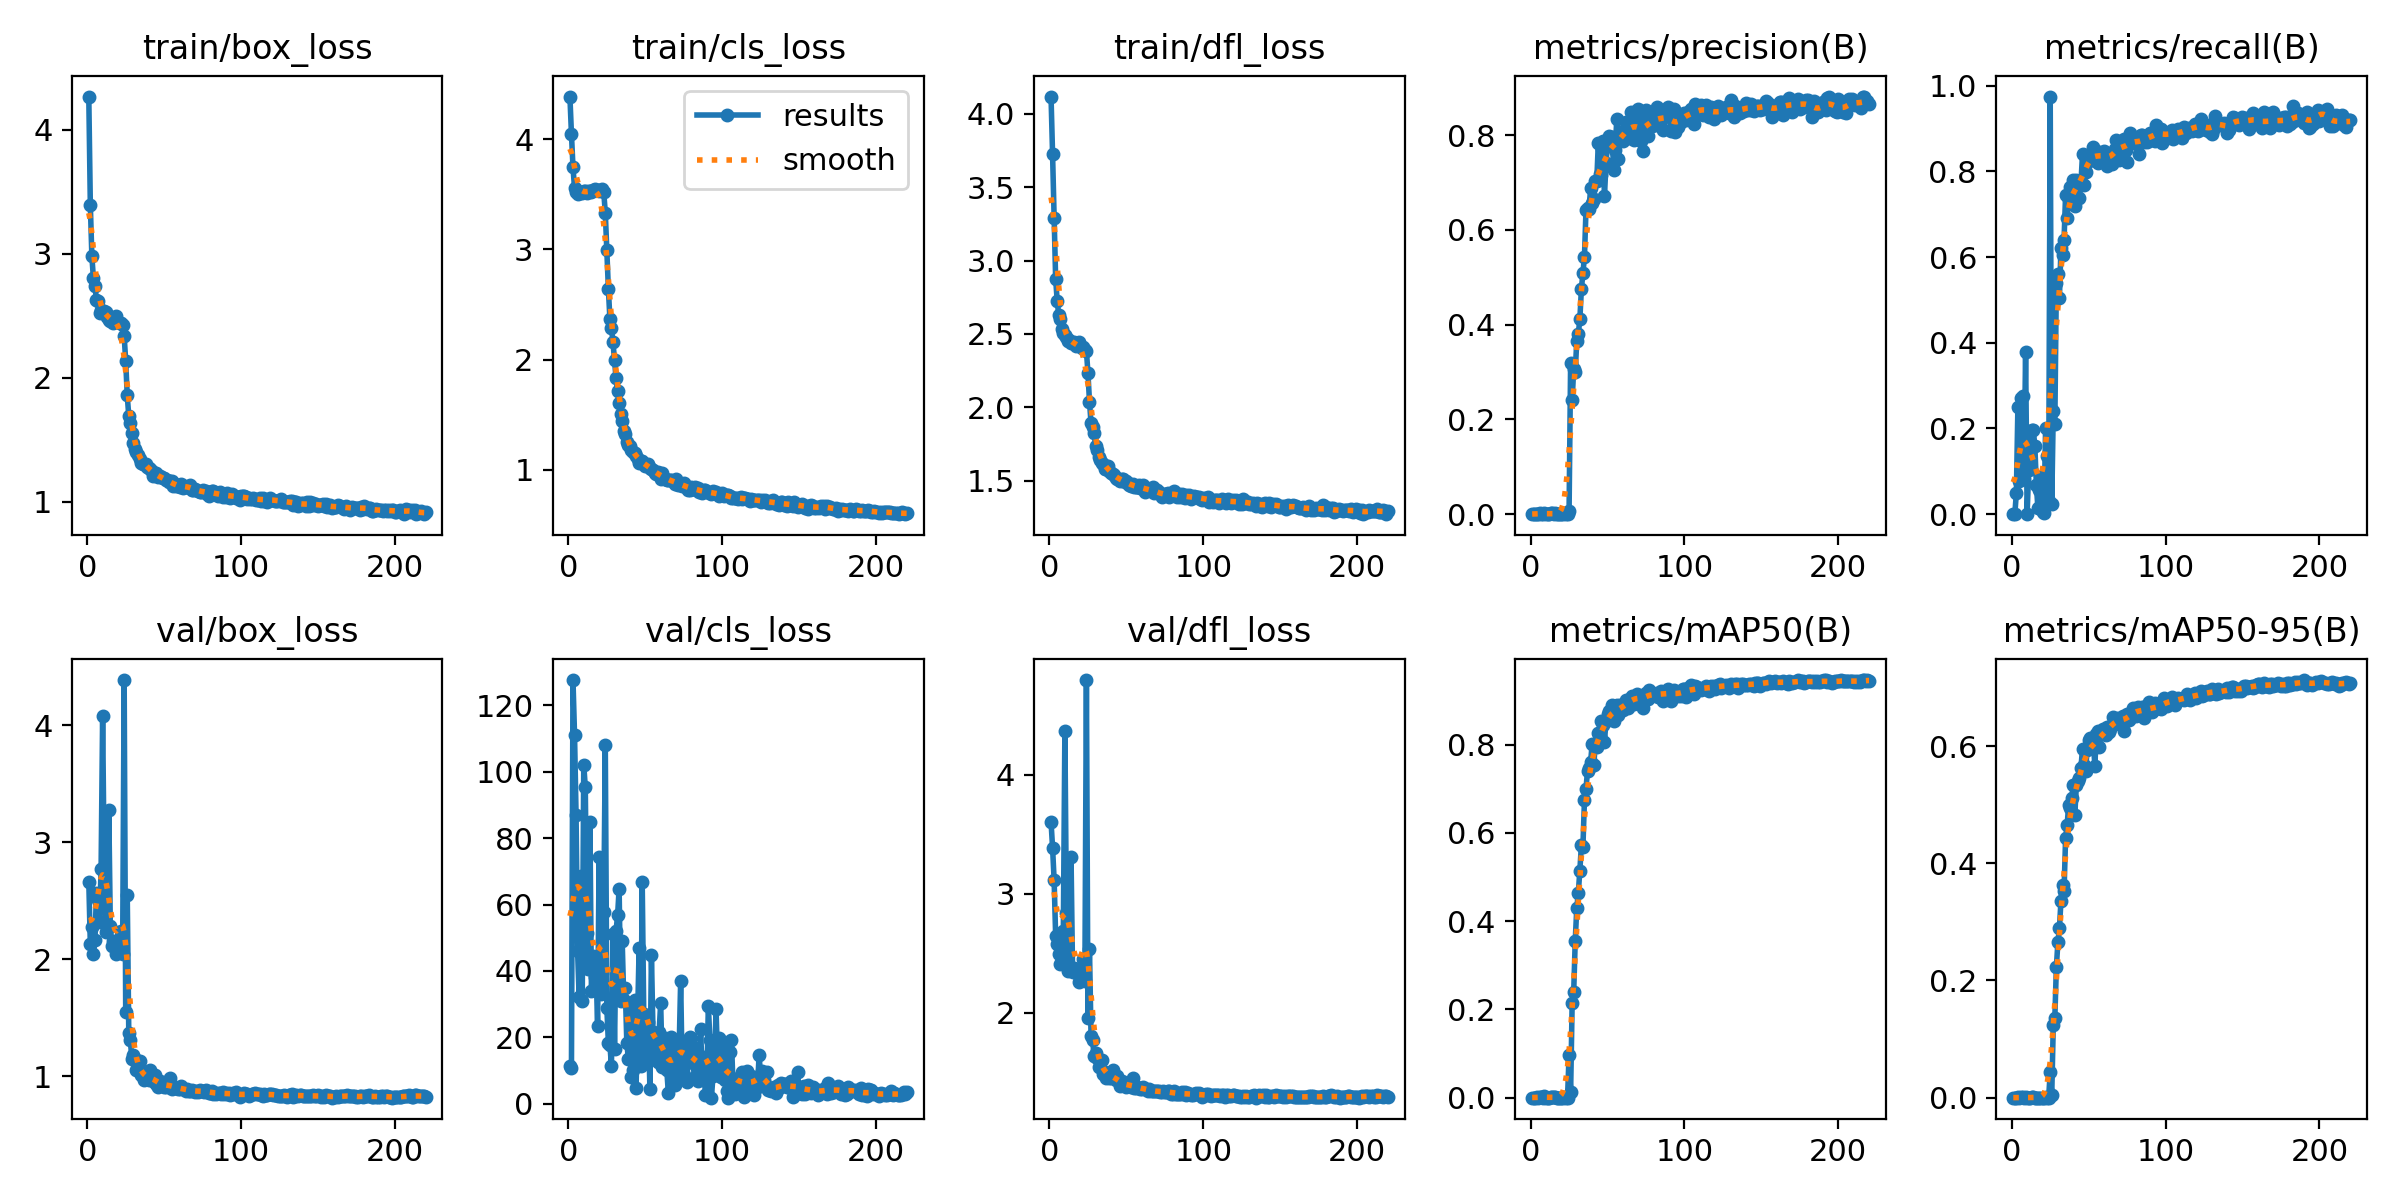 train/box_loss
4
3
2
1
0 100 200
train/cls_loss
results
smooth
4
3
2
1
0 100 200
train/dfl_loss
4.0
3.5
3.0
2.5
2.0
1.5
0 100 200
metrics/precision(B)
0.8
0.6
0.4
0.2
0.0
0 100 200
metrics/recall(B)
1.0
0.8
0.6
0.4
0.2
0.0
0 100 200
val/box_loss
4
3
2
1
0 100 200
val/cls_loss
120
100
80
60
40
20
0
0 100 200
val/dfl_loss
4
3
2
0 100 200
metrics/mAP50(B)
0.8
0.6
0.4
0.2
0.0
0 100 200
metrics/mAP50-95(B)
0.6
0.4
0.2
0.0
0 100 200